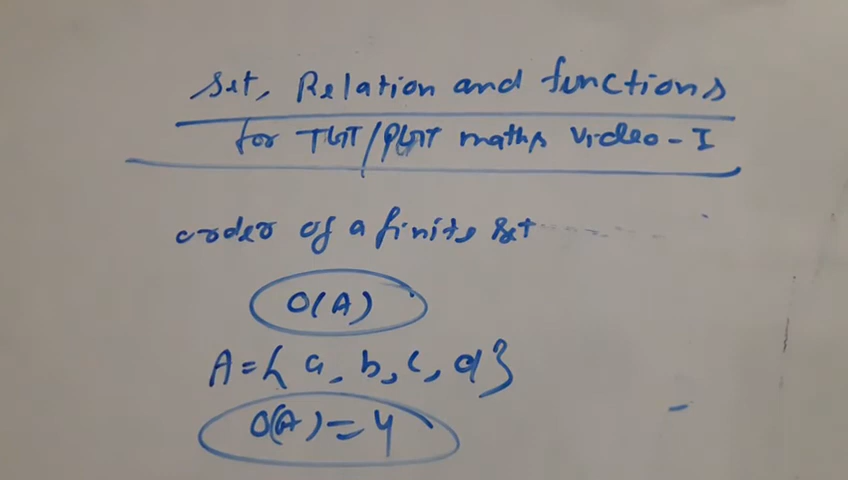 Set, Relation and functions
for TGT/PGT maths video-I
order of a finite set
O(A)
A={a, b, c, d}
O(A)=4